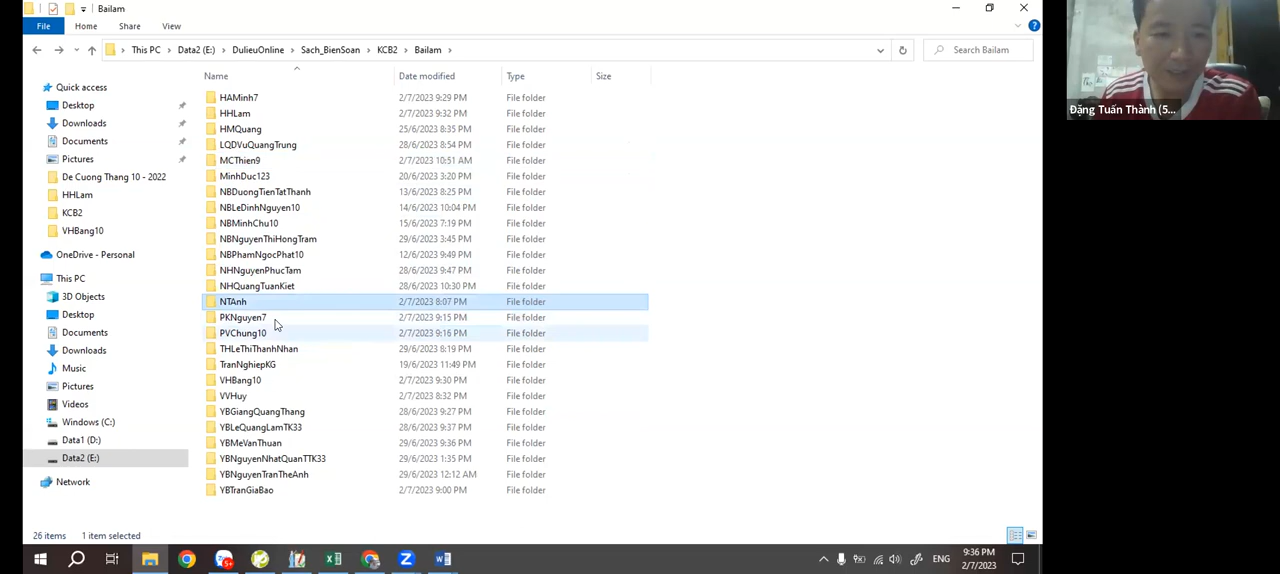 Bailam
File Home Share View
This PC Data2 (E:) DulieuOnline Sach_BienSoan KCB2 Bailam Search Bailam
Name Date modified Type Size
Quick access
Desktop
Downloads
Documents
Pictures
De Cuong Thang 10 - 2022
HHLam
KCB2
VHBang10
OneDrive - Personal
This PC
3D Objects
Desktop
Documents
Downloads
Music
Pictures
Videos
Windows (C:)
Data1 (D:)
Data2 (E:)
Network
HAMinh7 2/7/2023 9:29 PM File folder
HHLam 2/7/2023 9:32 PM File folder
HMQuang 25/6/2023 8:35 PM File folder
LQDVuQuangTrung 28/6/2023 8:54 PM File folder
MCThien9 2/7/2023 10:51 AM File folder
MinhDuc123 20/6/2023 3:20 PM File folder
NBDuongTienTatThanh 13/6/2023 8:25 PM File folder
NBLeDinhNguyen10 14/6/2023 10:04 PM File folder
NBMinhChu10 15/6/2023 7:19 PM File folder
NBNguyenThiHongTram 29/6/2023 3:45 PM File folder
NBPhamNgocPhat10 12/6/2023 9:49 PM File folder
NHNguyenPhucTam 28/6/2023 9:47 PM File folder
NHQuangTuanKiet 28/6/2023 10:30 PM File folder
NTAnh 2/7/2023 8:07 PM File folder
PKNguyen7 2/7/2023 9:15 PM File folder
PVChung10 2/7/2023 9:16 PM File folder
THLeThiThanhNhan 29/6/2023 8:19 PM File folder
TranNghiepKG 19/6/2023 11:49 PM File folder
VHBang10 2/7/2023 9:30 PM File folder
VVHuy 2/7/2023 8:32 PM File folder
YBGiangQuangThang 28/6/2023 9:27 PM File folder
YBLeQuangLamTK33 28/6/2023 9:37 PM File folder
YBMeVanThuan 29/6/2023 9:36 PM File folder
YBNguyenNhatQuanTTK33 29/6/2023 1:35 PM File folder
YBNguyenTranTheAnh 29/6/2023 12:12 AM File folder
YBTranGiaBao 2/7/2023 9:00 PM File folder
26 items 1 item selected
ENG 9:36 PM
2/7/2023
Đặng Tuấn Thành (5...